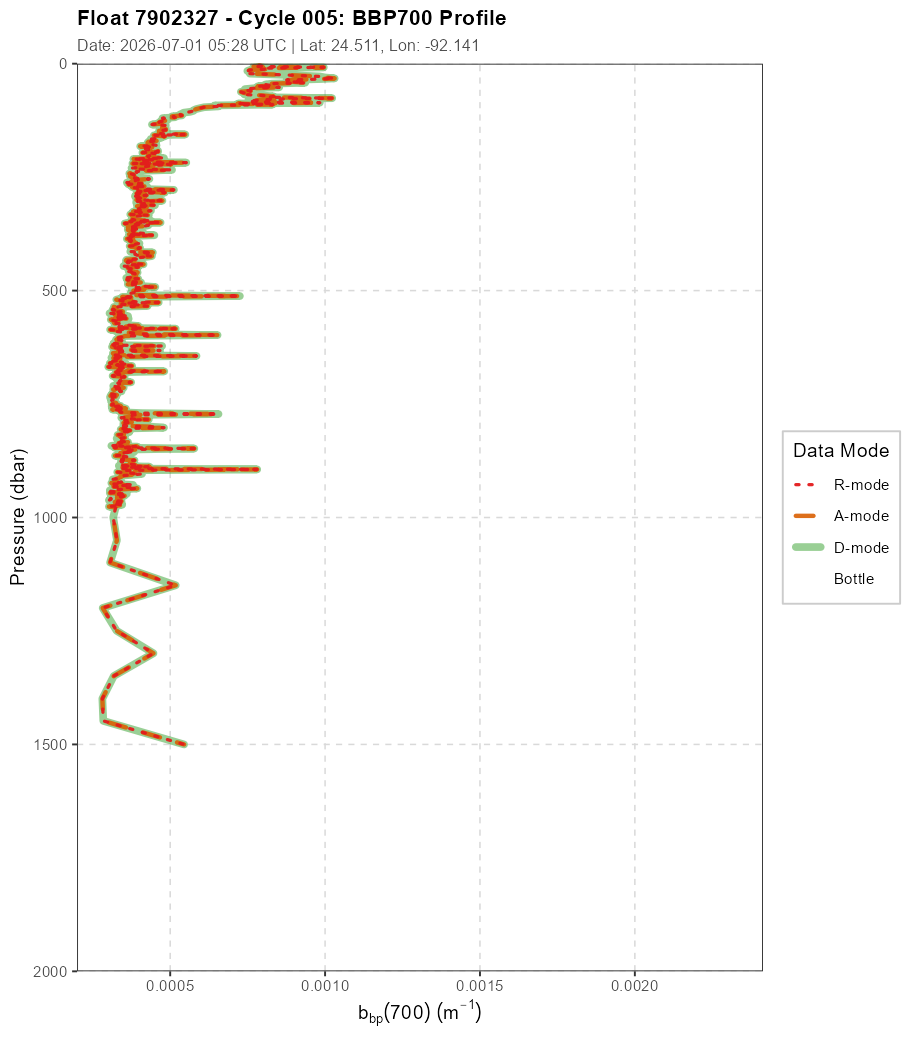 Float 7902327 - Cycle 005: BBP700 Profile
Date: 2026-07-01 05:28 UTC | Lat: 24.511, Lon: -92.141
0
500
1000
1500
2000
Pressure (dbar)
0.0005 0.0010 0.0015 0.0020
b_bp(700) (m⁻¹)
Data Mode
R-mode
A-mode
D-mode
Bottle